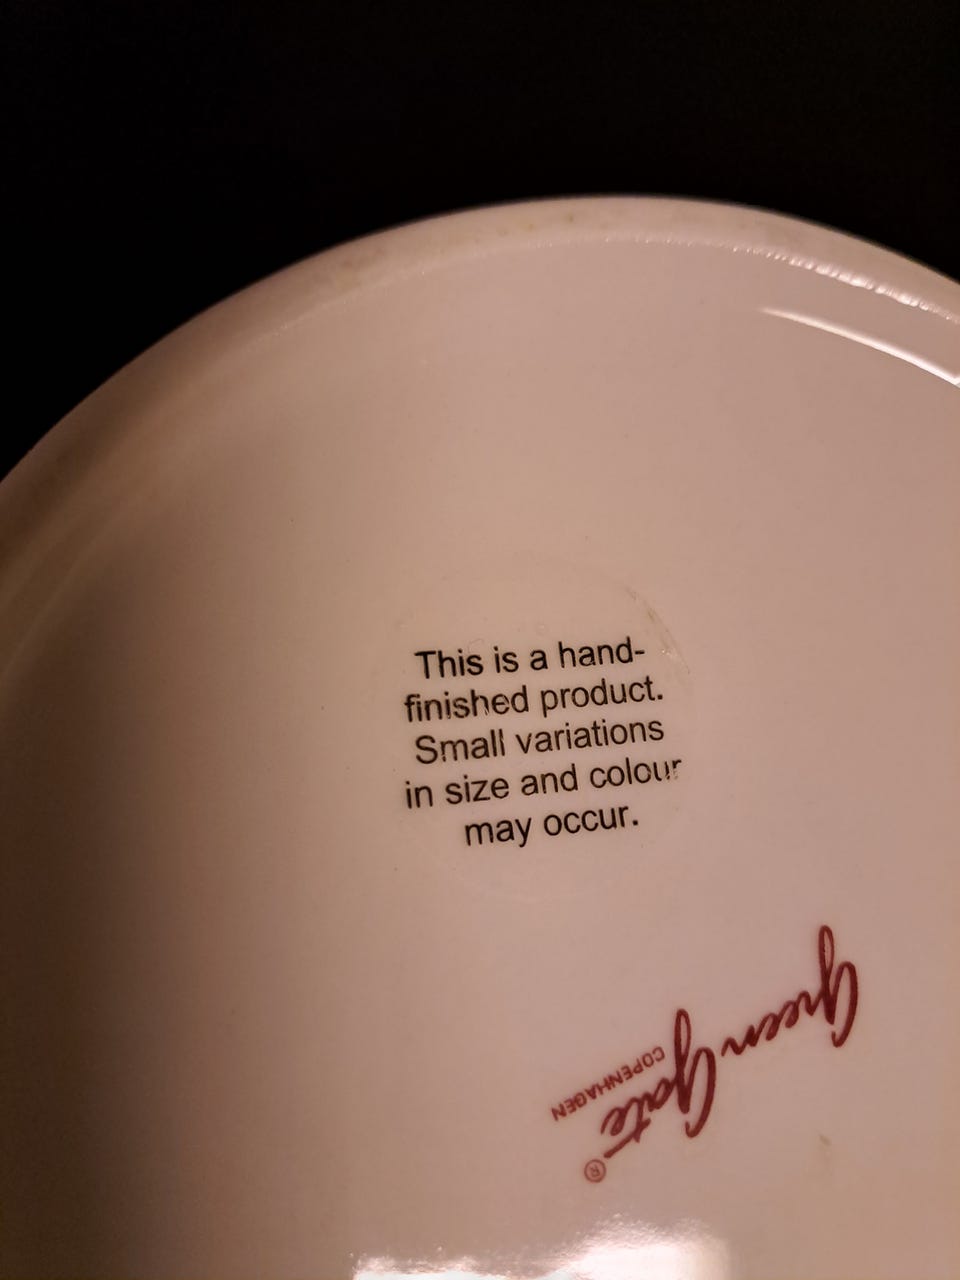 This is a hand-
finished product.
Small variations
in size and colour
may occur.
GreenGate
COPENHAGEN
®